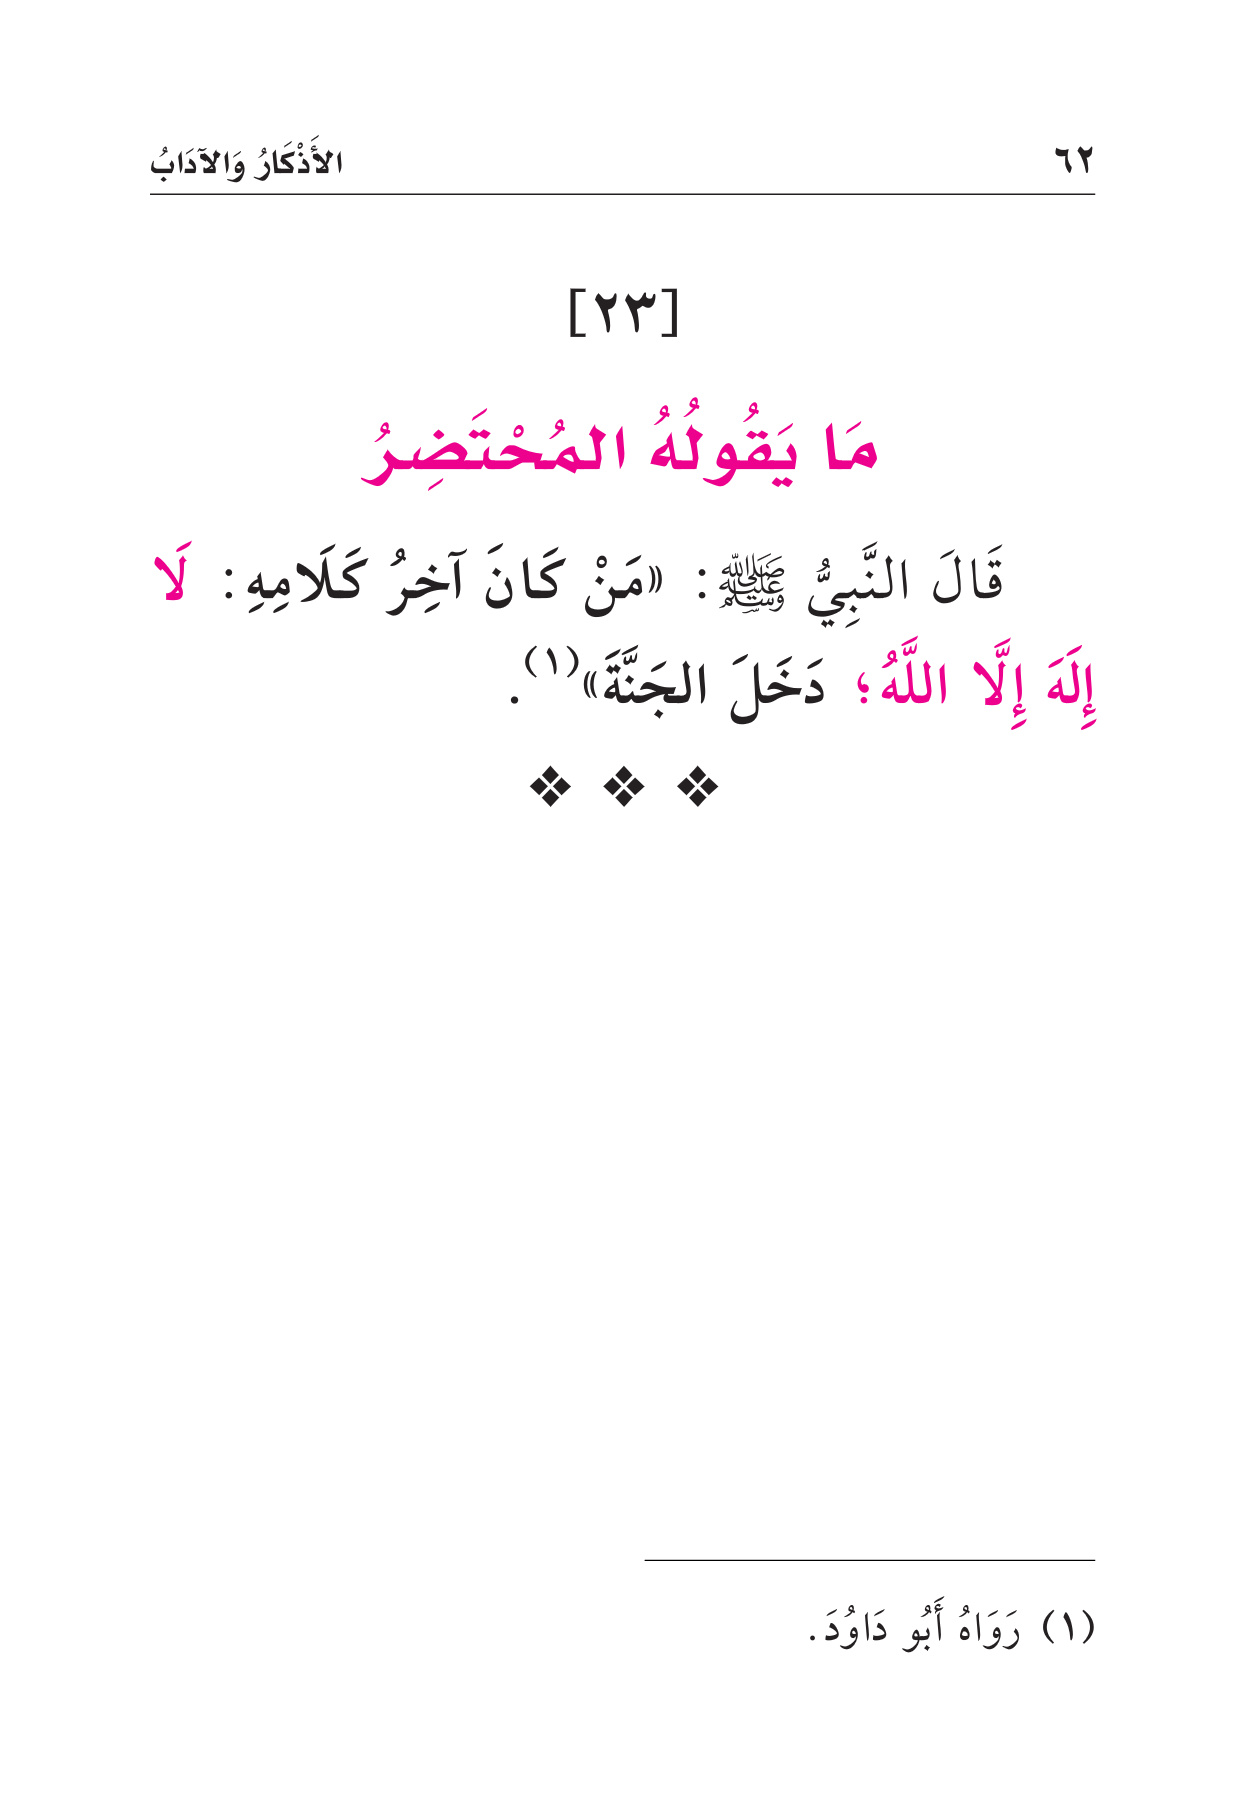 ٦٢ الأَذْكَارُ وَالآدَابُ
[٢٣]
مَا يَقُولُهُ المُحْتَضِرُ
قَالَ النَّبِيُّ ﷺ: «مَنْ كَانَ آخِرُ كَلَامِهِ: لَا
إِلَهَ إِلَّا اللَّهُ؛ دَخَلَ الجَنَّةَ»(١).
(١) رَوَاهُ أَبُو دَاوُدَ.